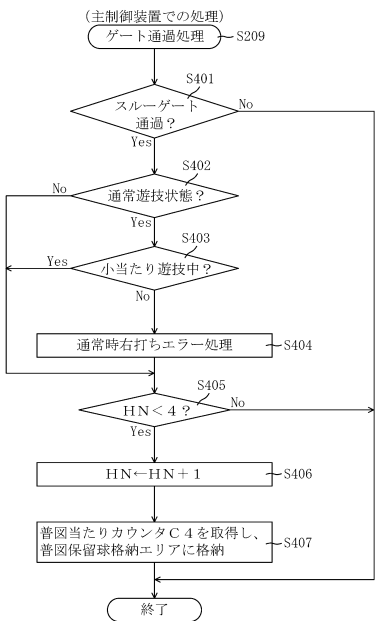 (主制御装置での処理)
ゲート通過処理
S209
S401
スルーゲート
通過？
No
Yes
S402
通常遊技状態？
No
Yes
S403
小当たり遊技中？
Yes
No
通常時右打ちエラー処理
S404
S405
ＨＮ＜４？
No
Yes
ＨＮ←ＨＮ＋１
S406
普図当たりカウンタＣ４を取得し、
普図保留球格納エリアに格納
S407
終了